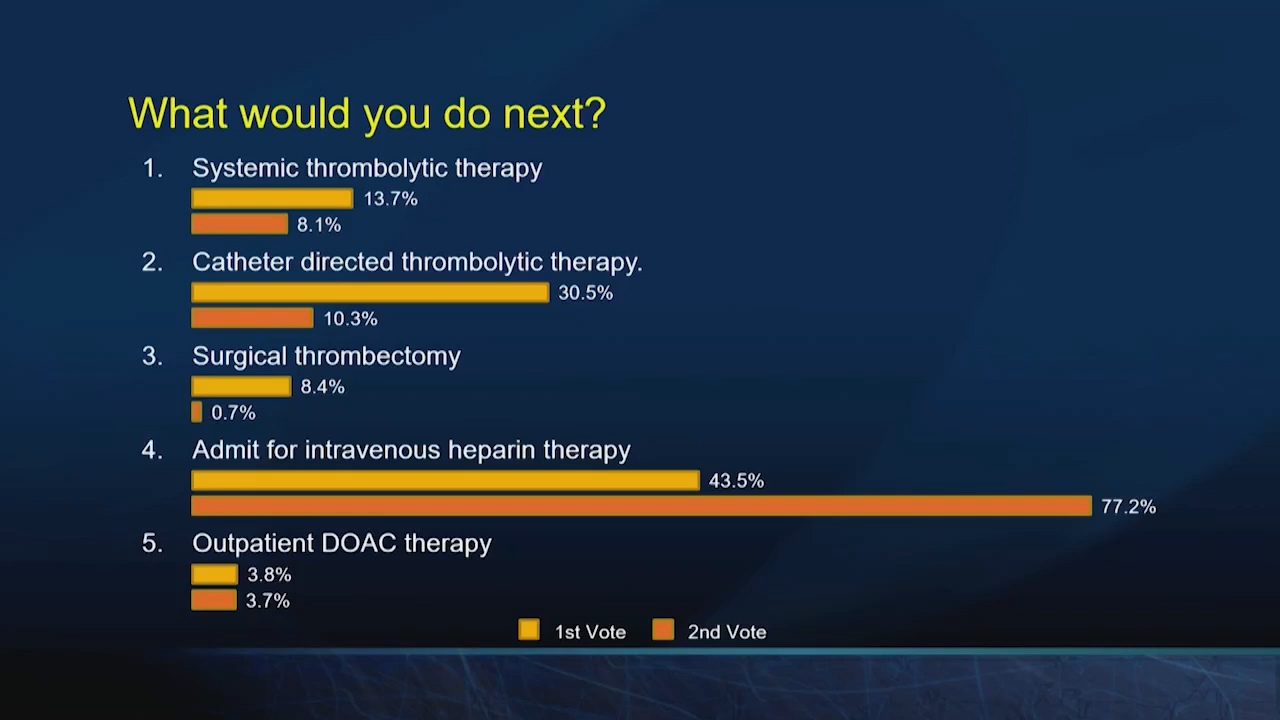 What would you do next?
1. Systemic thrombolytic therapy
13.7%
8.1%
2. Catheter directed thrombolytic therapy.
30.5%
10.3%
3. Surgical thrombectomy
8.4%
0.7%
4. Admit for intravenous heparin therapy
43.5%
77.2%
5. Outpatient DOAC therapy
3.8%
3.7%
1st Vote 2nd Vote